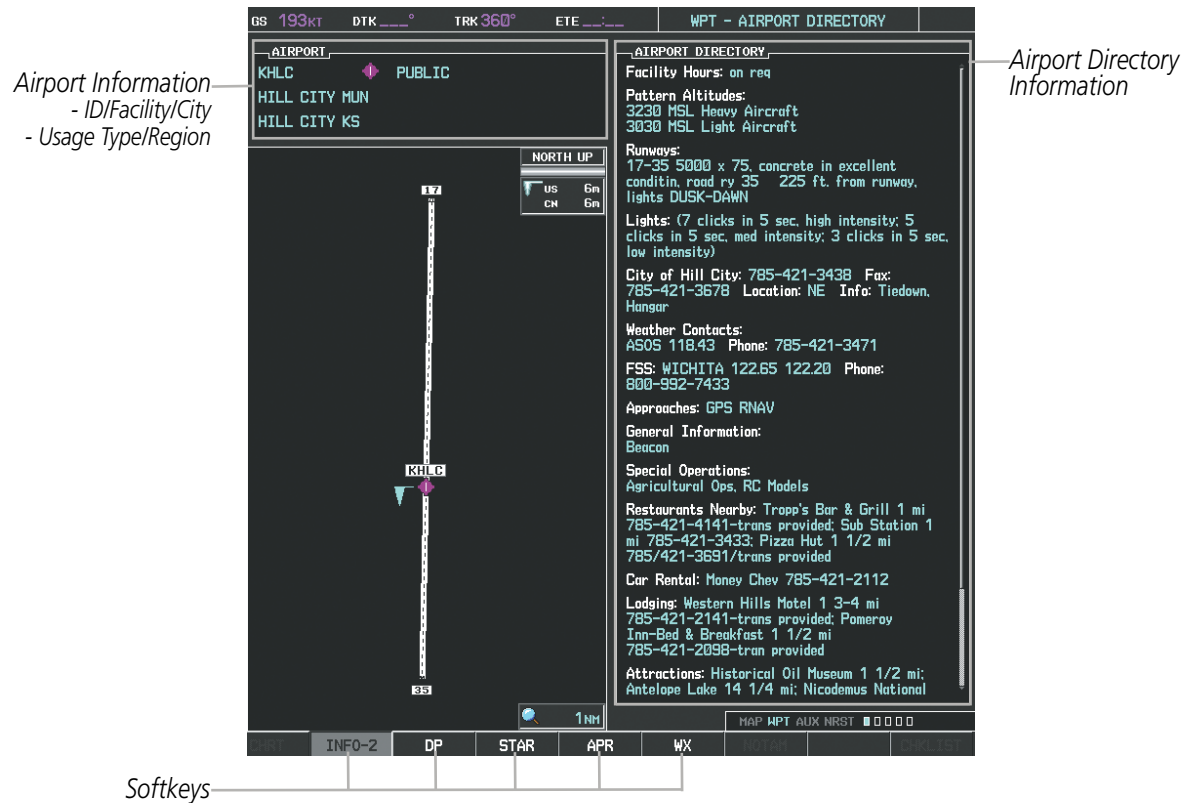 GS 193KT DTK ___° TRK 360° ETE __:__ WPT - AIRPORT DIRECTORY
AIRPORT
KHLC PUBLIC
HILL CITY MUN
HILL CITY KS
Airport Information
- ID/Facility/City
- Usage Type/Region
NORTH UP
US 6m
CN 6m
17
KHLC
35
1NM
AIRPORT DIRECTORY
Facility Hours: on req
Pattern Altitudes:
3230 MSL Heavy Aircraft
3030 MSL Light Aircraft
Runways:
17-35 5000 x 75, concrete in excellent
conditin, road ry 35 225 ft. from runway,
lights DUSK-DAWN
Lights: (7 clicks in 5 sec, high intensity; 5
clicks in 5 sec, med intensity; 3 clicks in 5 sec,
low intensity)
City of Hill City: 785-421-3438 Fax:
785-421-3678 Location: NE Info: Tiedown,
Hangar
Weather Contacts:
ASOS 118.43 Phone: 785-421-3471
FSS: WICHITA 122.65 122.20 Phone:
800-992-7433
Approaches: GPS RNAV
General Information:
Beacon
Special Operations:
Agricultural Ops, RC Models
Restaurants Nearby: Tropp's Bar & Grill 1 mi
785-421-4141-trans provided; Sub Station 1
mi 785-421-3433; Pizza Hut 1 1/2 mi
785/421-3691/trans provided
Car Rental: Money Chev 785-421-2112
Lodging: Western Hills Motel 1 3-4 mi
785-421-2141-trans provided; Pomeroy
Inn-Bed & Breakfast 1 1/2 mi
785-421-2098-tran provided
Attractions: Historical Oil Museum 1 1/2 mi;
Antelope Lake 14 1/4 mi; Nicodemus National
Airport Directory
Information
MAP WPT AUX NRST
CHRT INFO-2 DP STAR APR WX NOTAM CHKLIST
Softkeys